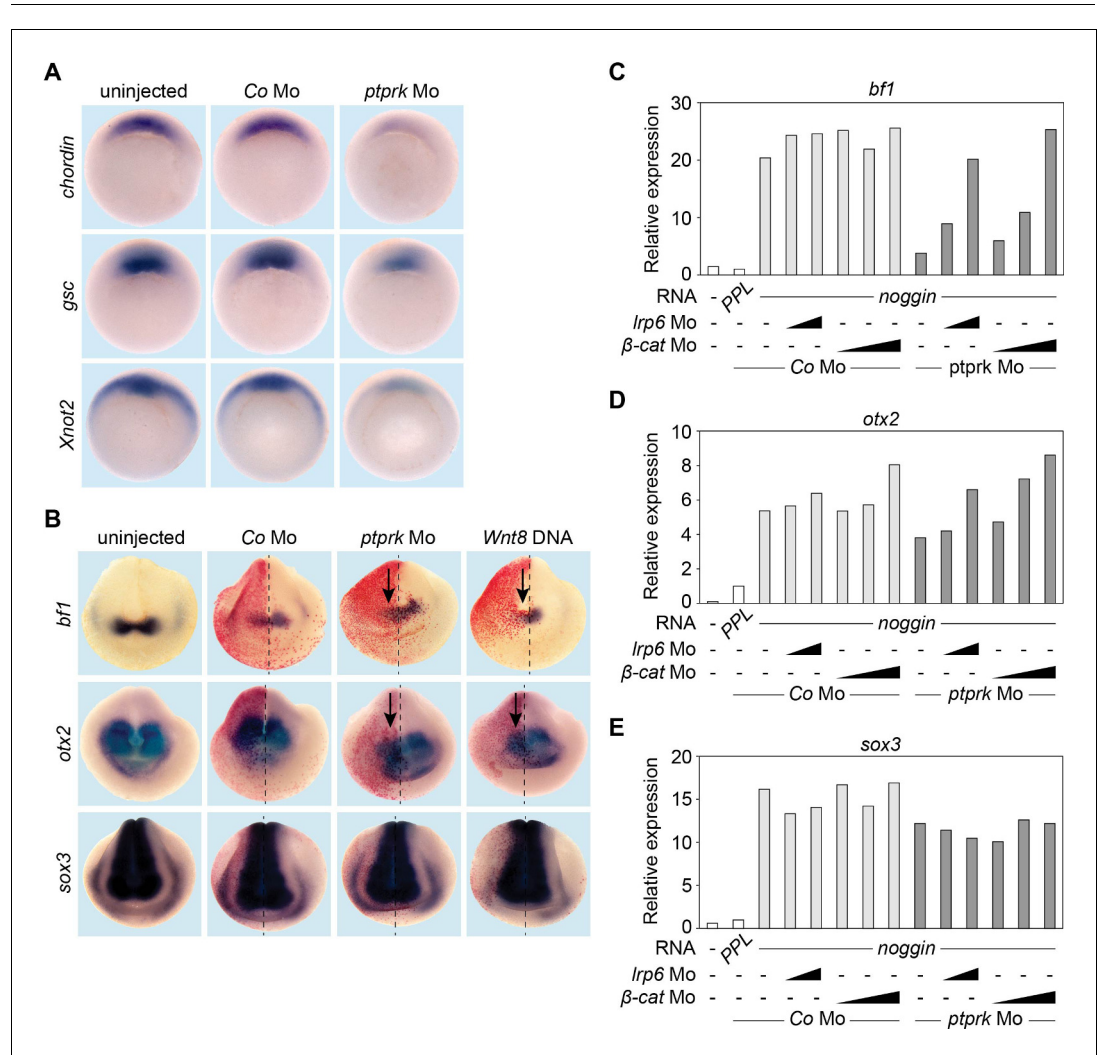 A
uninjected Co Mo ptprk Mo
chordin
gsc
Xnot2
B
uninjected Co Mo ptprk Mo Wnt8 DNA
bf1
otx2
sox3
C
bf1
Relative expression
30
20
10
0
RNA - PPL noggin
lrp6 Mo - - - - - - - - -
β-cat Mo - - - - - - - -
Co Mo ptprk Mo
D
otx2
Relative expression
10
8
6
4
2
0
RNA - PPL noggin
lrp6 Mo - - - - - - - - - -
β-cat Mo - - - - - - - -
Co Mo ptprk Mo
E
sox3
Relative expression
20
15
10
5
0
RNA - PPL noggin
lrp6 Mo - - - - - - - - - -
β-cat Mo - - - - - - - -
Co Mo ptprk Mo